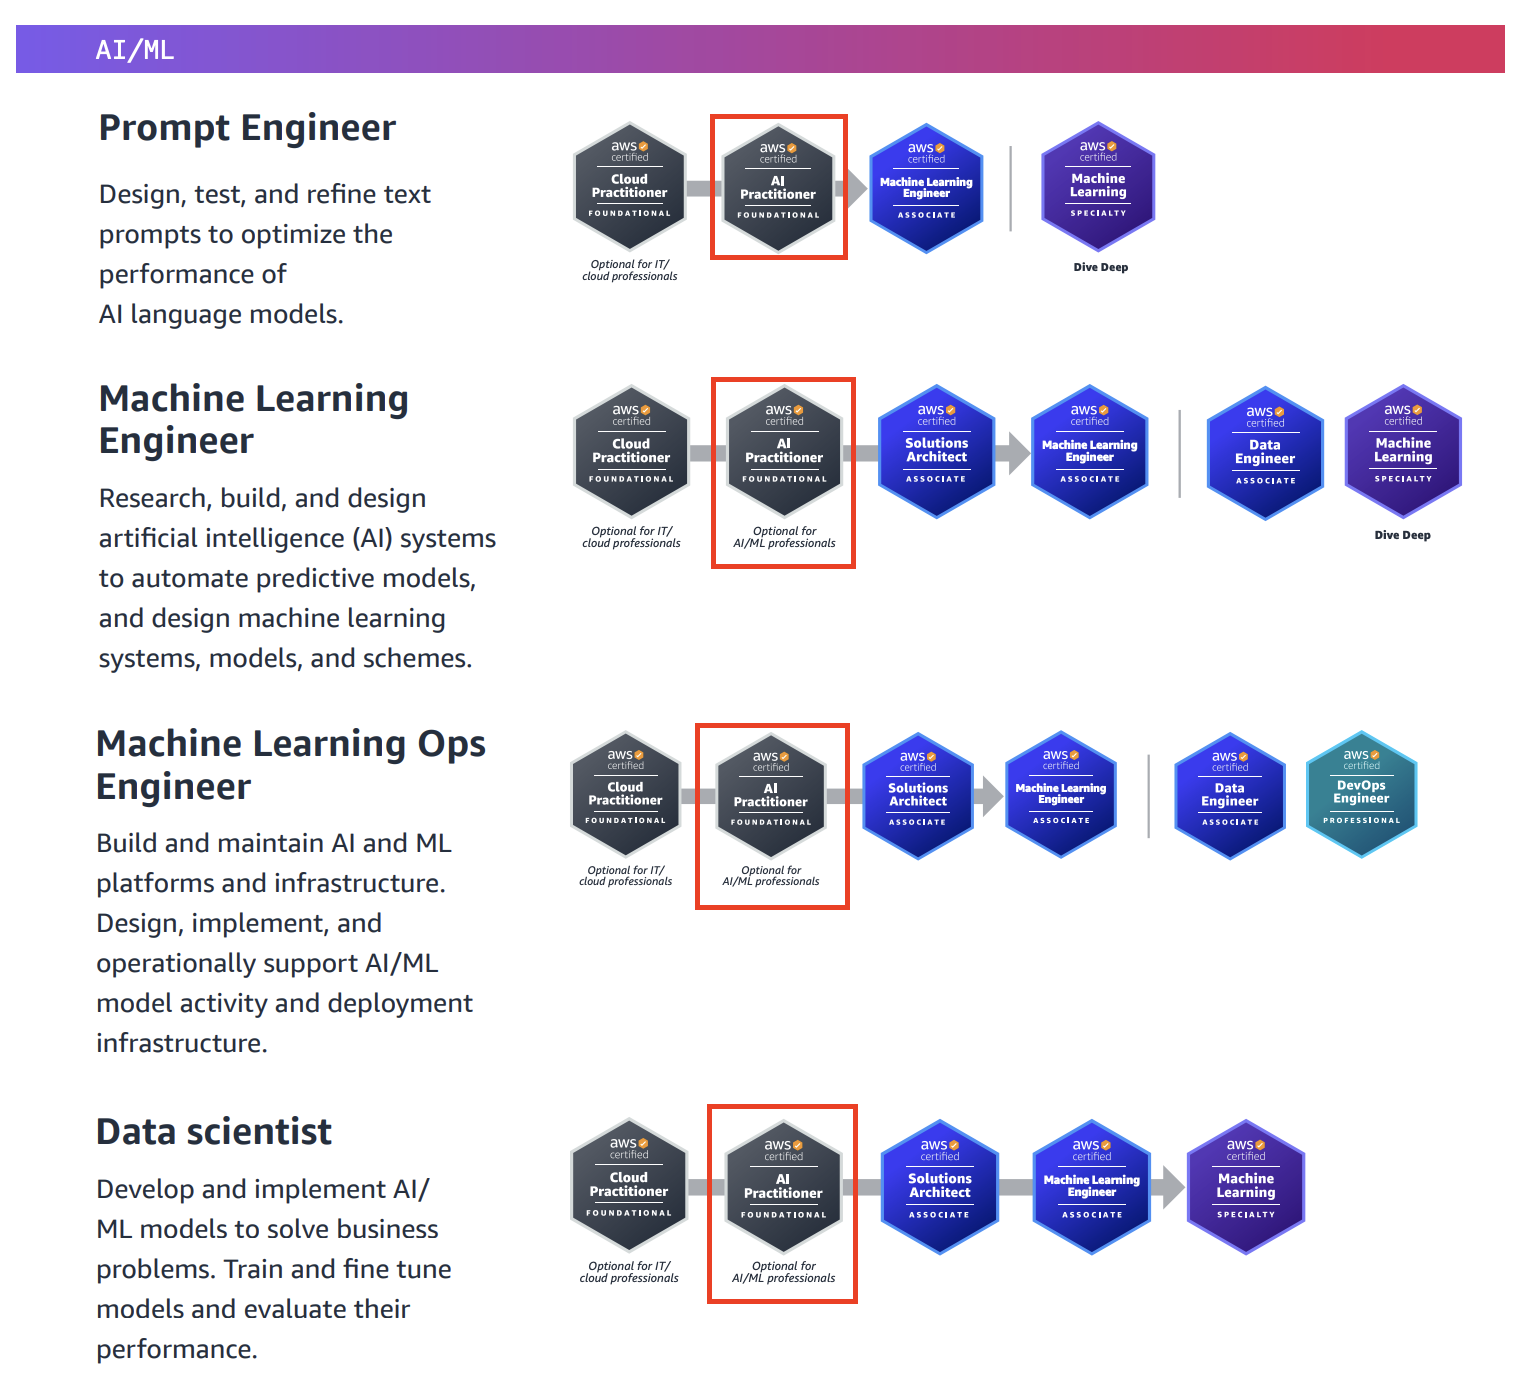 AI/ML
Prompt Engineer
Design, test, and refine text
prompts to optimize the
performance of
AI language models.
aws
certified
Cloud
Practitioner
FOUNDATIONAL
Optional for IT/
cloud professionals
aws
certified
AI
Practitioner
FOUNDATIONAL
aws
certified
Machine Learning
Engineer
ASSOCIATE
aws
certified
Machine
Learning
SPECIALTY
Dive Deep
Machine Learning
Engineer
Research, build, and design
artificial intelligence (AI) systems
to automate predictive models,
and design machine learning
systems, models, and schemes.
aws
certified
Cloud
Practitioner
FOUNDATIONAL
Optional for IT/
cloud professionals
aws
certified
AI
Practitioner
FOUNDATIONAL
Optional for
AI/ML professionals
aws
certified
Solutions
Architect
ASSOCIATE
aws
certified
Machine Learning
Engineer
ASSOCIATE
aws
certified
Data
Engineer
ASSOCIATE
aws
certified
Machine
Learning
SPECIALTY
Dive Deep
Machine Learning Ops
Engineer
Build and maintain AI and ML
platforms and infrastructure.
Design, implement, and
operationally support AI/ML
model activity and deployment
infrastructure.
aws
certified
Cloud
Practitioner
FOUNDATIONAL
Optional for IT/
cloud professionals
aws
certified
AI
Practitioner
FOUNDATIONAL
Optional for
AI/ML professionals
aws
certified
Solutions
Architect
ASSOCIATE
aws
certified
Machine Learning
Engineer
ASSOCIATE
aws
certified
Data
Engineer
ASSOCIATE
aws
certified
DevOps
Engineer
PROFESSIONAL
Data scientist
Develop and implement AI/
ML models to solve business
problems. Train and fine tune
models and evaluate their
performance.
aws
certified
Cloud
Practitioner
FOUNDATIONAL
Optional for IT/
cloud professionals
aws
certified
AI
Practitioner
FOUNDATIONAL
Optional for
AI/ML professionals
aws
certified
Solutions
Architect
ASSOCIATE
aws
certified
Machine Learning
Engineer
ASSOCIATE
aws
certified
Machine
Learning
SPECIALTY